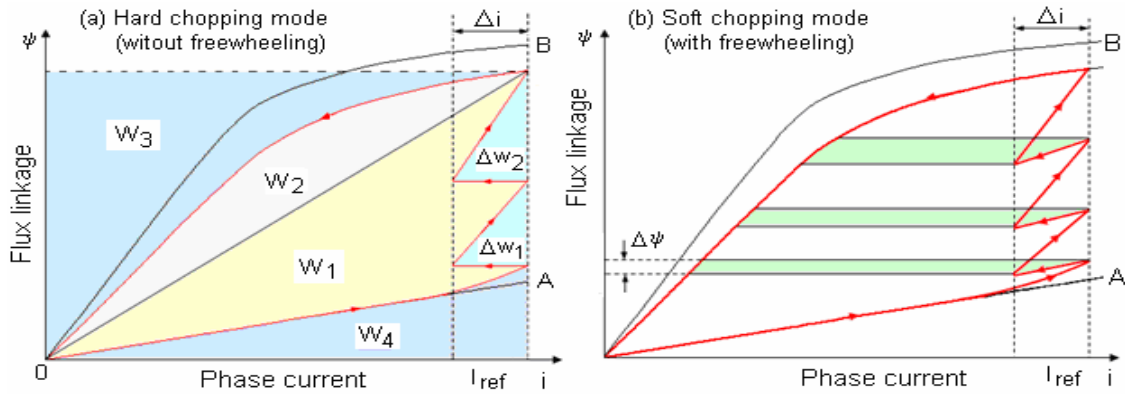 (a) Hard chopping mode
(witout freewheeling)
Δi
ψ
B
W3
W2
Δw2
Δw1
W1
A
W4
Flux linkage
0
Phase current
Iref
i
(b) Soft chopping mode
(with freewheeling)
Δi
ψ
B
Δψ
A
Flux linkage
0
Phase current
Iref
i